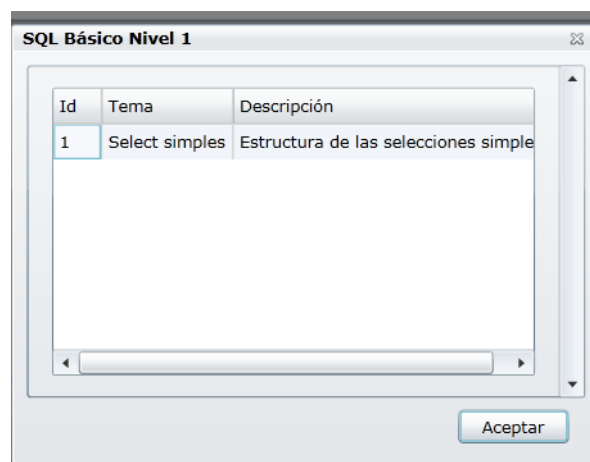 SQL Básico Nivel 1
Id Tema Descripción
1 Select simples Estructura de las selecciones simple
Aceptar